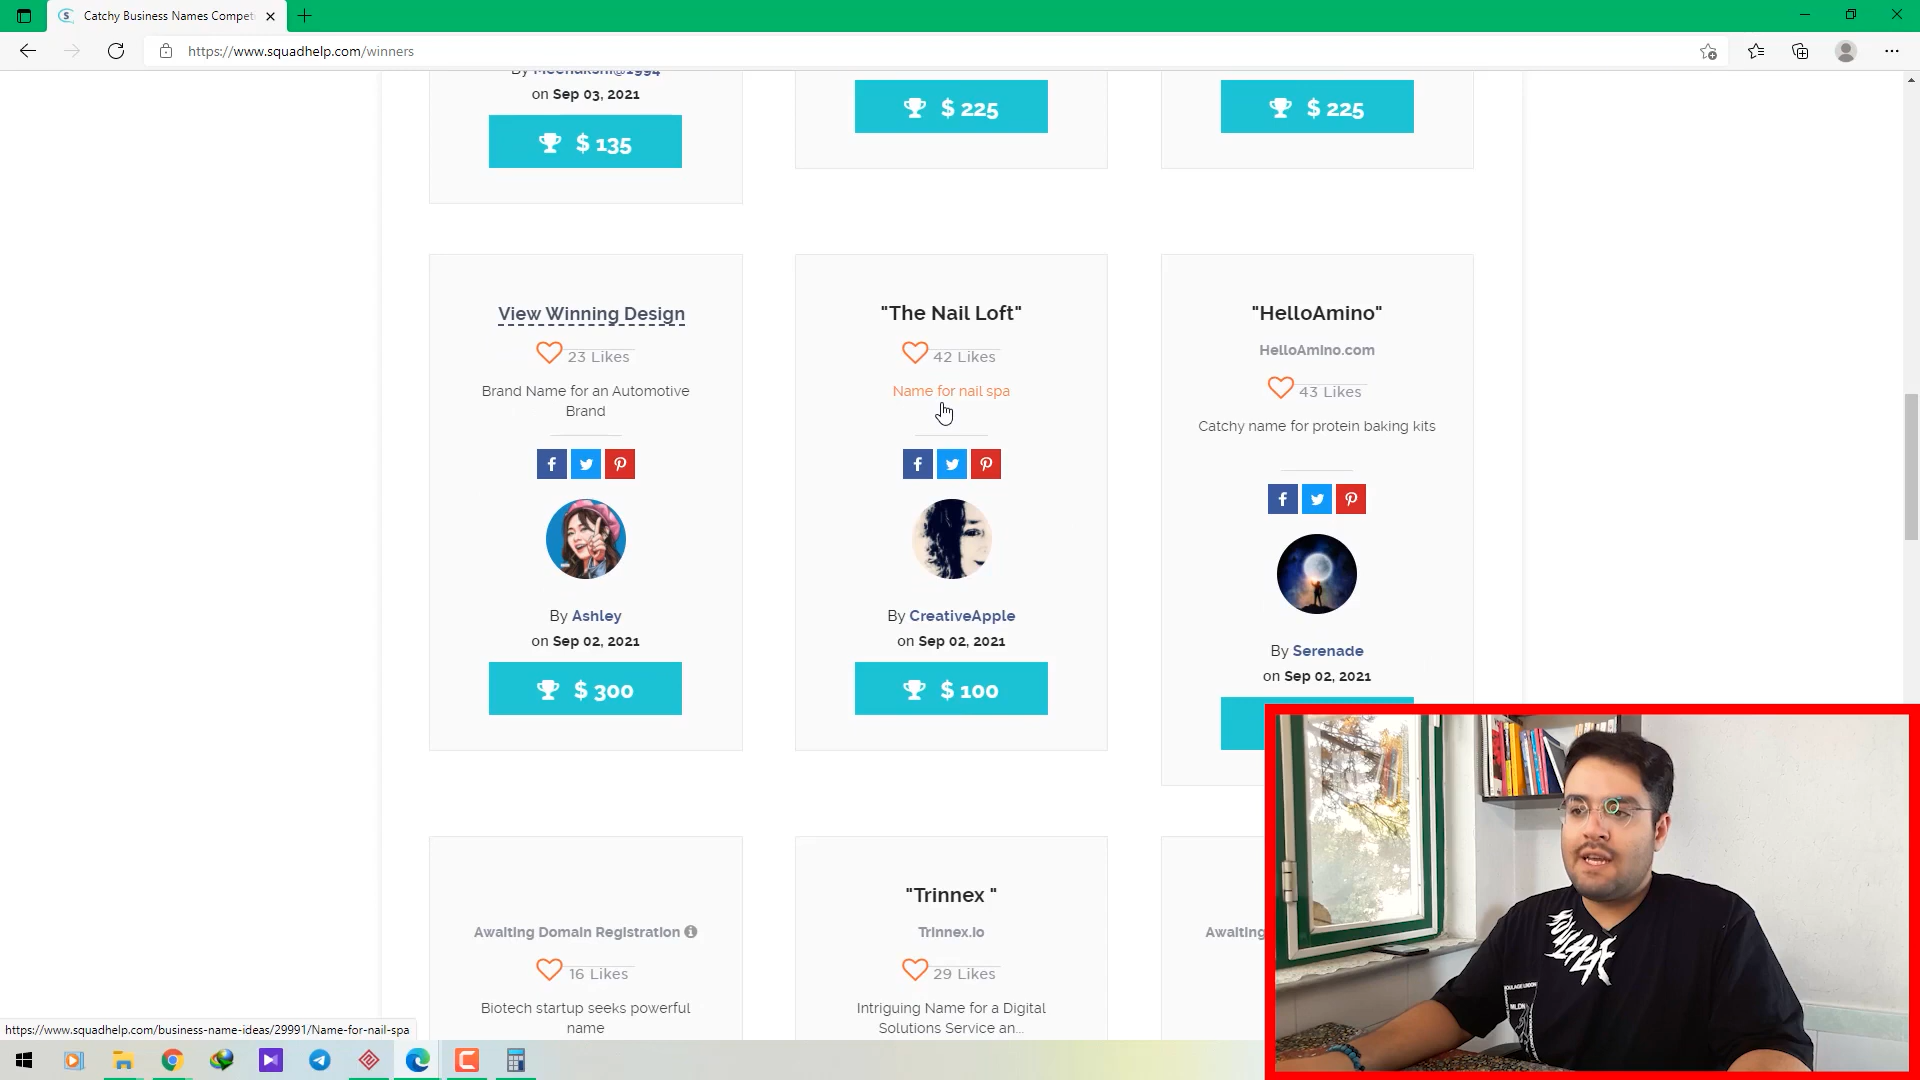 Catchy Business Names Compet
https://www.squadhelp.com/winners
By Meenakshi@1994
on Sep 03, 2021
$ 135
$ 225
$ 225
View Winning Design
23 Likes
Brand Name for an Automotive
Brand
By Ashley
on Sep 02, 2021
$ 300
"The Nail Loft"
42 Likes
Name for nail spa
By CreativeApple
on Sep 02, 2021
$ 100
"HelloAmino"
HelloAmino.com
43 Likes
Catchy name for protein baking kits
By Serenade
on Sep 02, 2021
Awaiting Domain Registration
16 Likes
Biotech startup seeks powerful
name
"Trinnex "
Trinnex.io
29 Likes
Intriguing Name for a Digital
Solutions Service an...
Awaiting
https://www.squadhelp.com/business-name-ideas/29991/Name-for-nail-spa